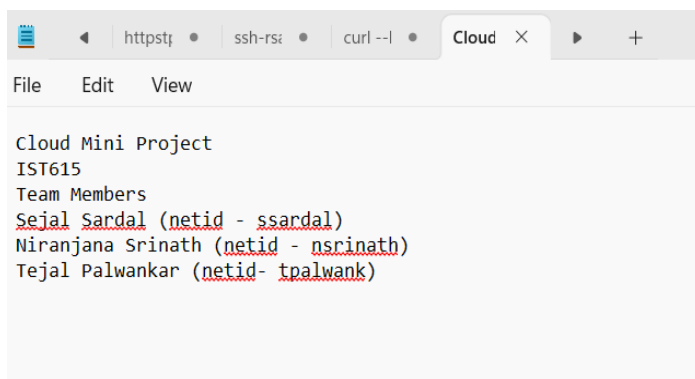 httpstp
ssh-rsa
curl --l
Cloud
File Edit View
Cloud Mini Project
IST615
Team Members
Sejal Sardal (netid - ssardal)
Niranjana Srinath (netid - nsrinath)
Tejal Palwankar (netid- tpalwank)